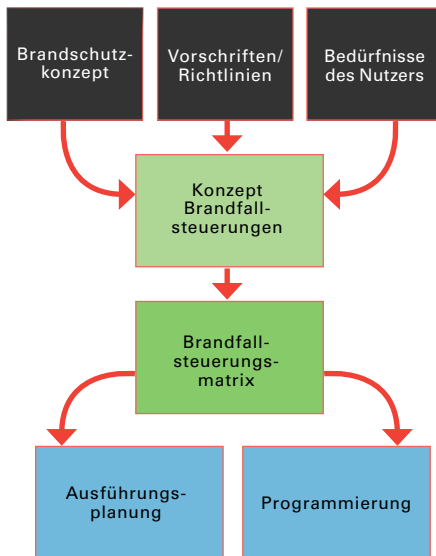 Brandschutz-
konzept
Vorschriften/
Richtlinien
Bedürfnisse
des Nutzers
Konzept
Brandfall-
steuerungen
Brandfall-
steuerungs-
matrix
Ausführungs-
planung
Programmierung